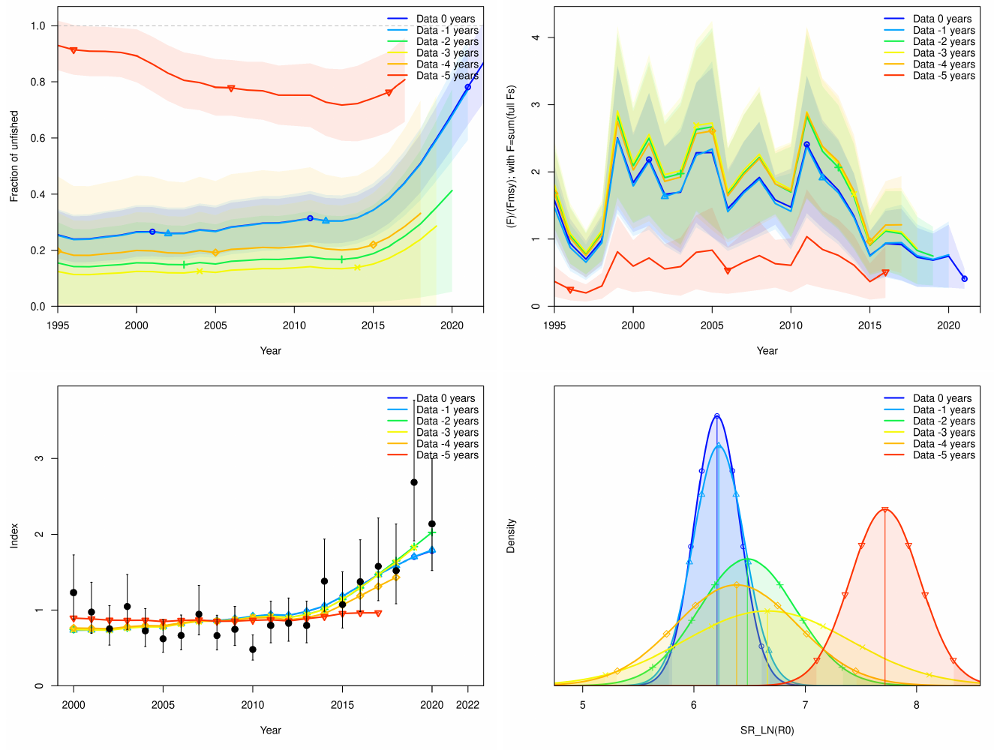 Data 0 years
Data -1 years
Data -2 years
Data -3 years
Data -4 years
Data -5 years
1.0
0.8
0.6
0.4
0.2
0.0
Fraction of unfished
1995 2000 2005 2010 2015 2020
Year
Data 0 years
Data -1 years
Data -2 years
Data -3 years
Data -4 years
Data -5 years
4
3
2
1
0
(F)/(Fmsy); with F=sum(full Fs)
1995 2000 2005 2010 2015 2020
Year
Data 0 years
Data -1 years
Data -2 years
Data -3 years
Data -4 years
Data -5 years
3
2
1
0
Index
2000 2005 2010 2015 2020 2022
Year
Data 0 years
Data -1 years
Data -2 years
Data -3 years
Data -4 years
Data -5 years
Density
5 6 7 8
SR_LN(R0)